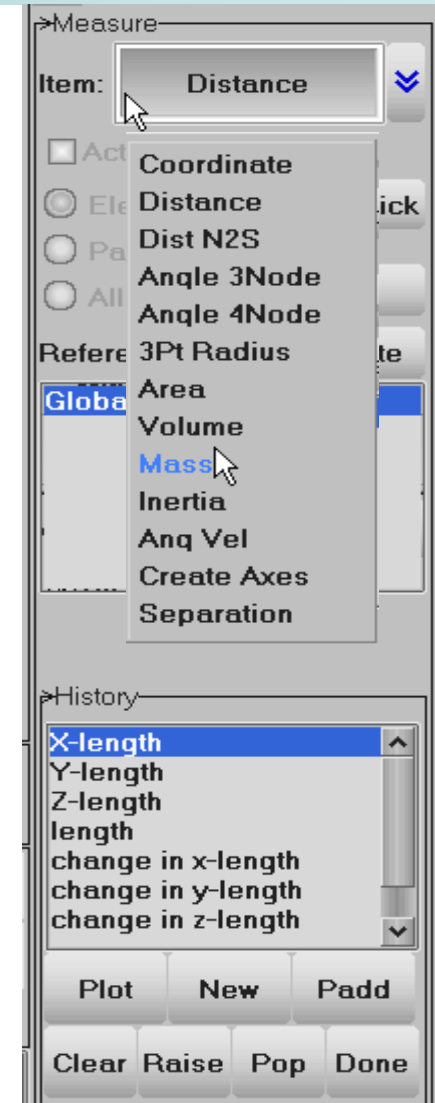 Measure
Item: Distance
Act
Coordinate
Ele
Distance
ick
Pa
Dist N2S
Angle 3Node
All
Angle 4Node
Refere
3Pt Radius
te
Globa
Area
Volume
Mass
Inertia
Ang Vel
Create Axes
Separation
History
X-length
Y-length
Z-length
length
change in x-length
change in y-length
change in z-length
Plot New Padd
Clear Raise Pop Done